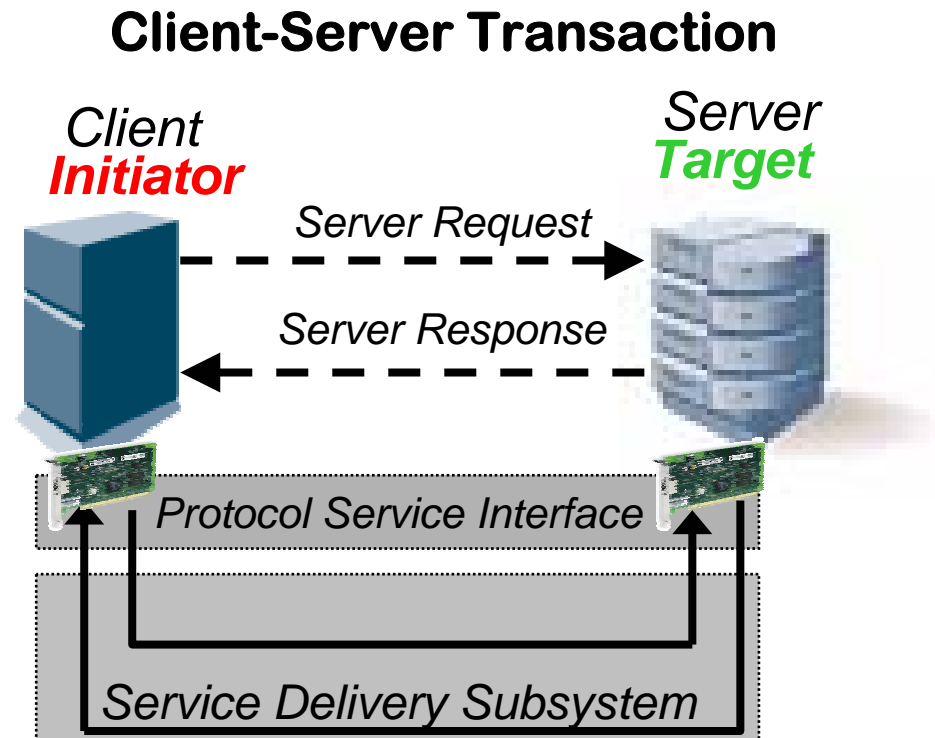 Client-Server Transaction
Client
Initiator
Server
Target
Server Request
Server Response
Protocol Service Interface
Service Delivery Subsystem